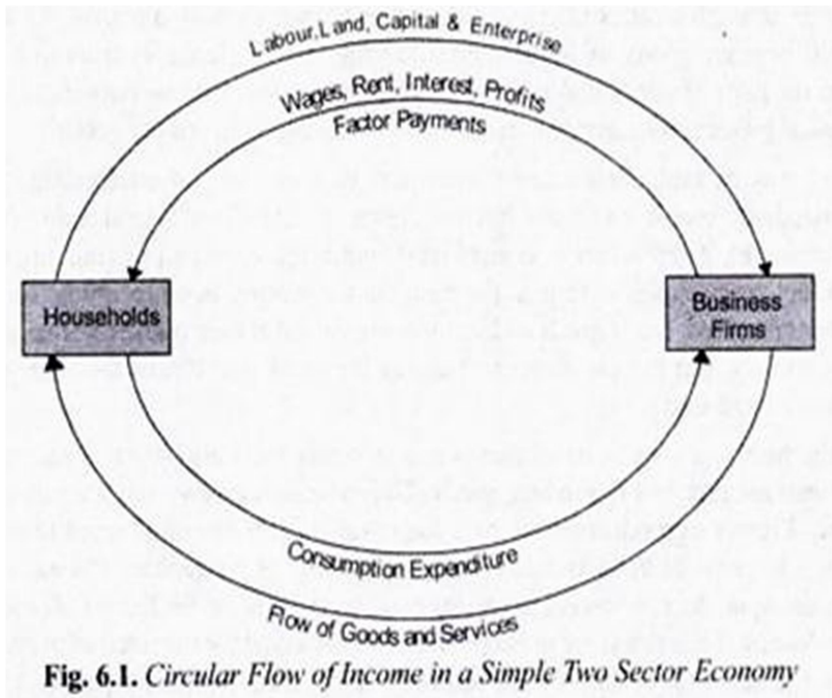 Labour, Land, Capital & Enterprise
Wages, Rent, Interest, Profits
Factor Payments
Households
Business
Firms
Consumption Expenditure
Flow of Goods and Services
Fig. 6.1. Circular Flow of Income in a Simple Two Sector Economy